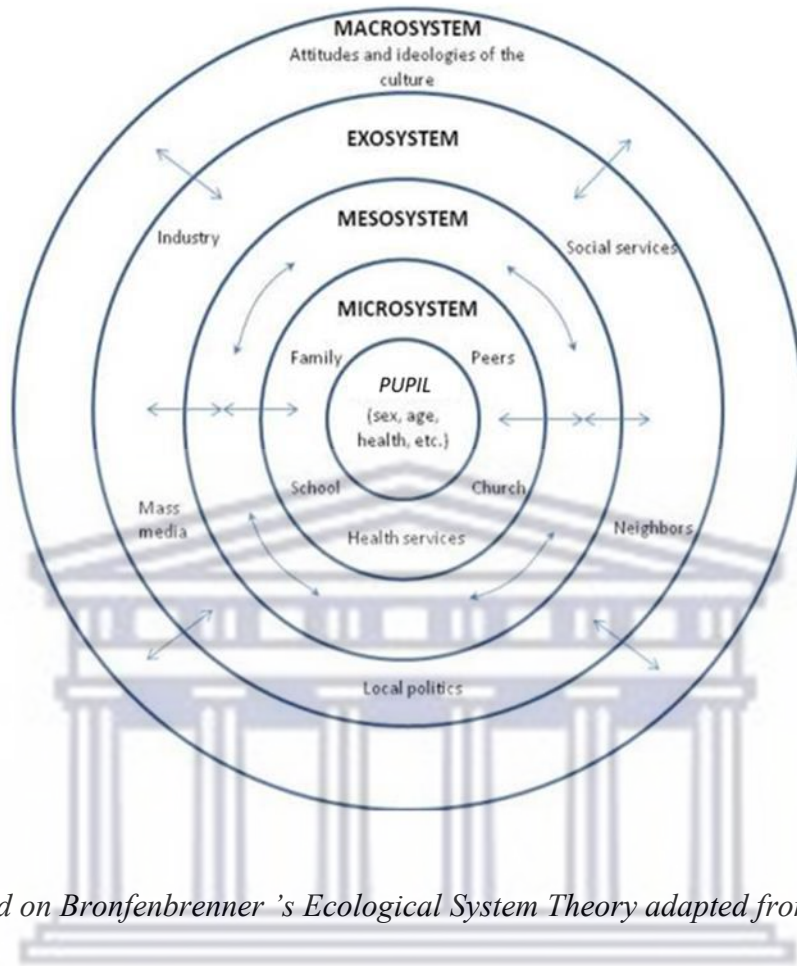 MACROSYSTEM
Attitudes and ideologies of the
culture
EXOSYSTEM
Industry
Social services
MESOSYSTEM
MICROSYSTEM
Family
Peers
PUPIL
{sex, age,
health, etc.}
School
Church
Mass
media
Health services
Neighbors
Local politics
on Bronfenbrenner ’s Ecological System Theory adapted